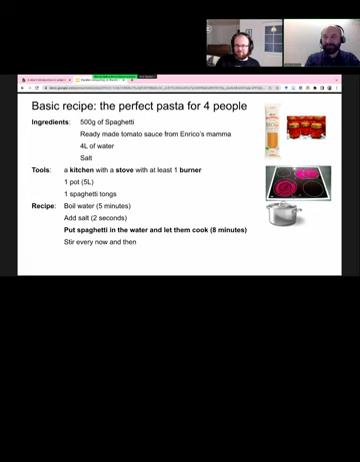 Basic recipe: the perfect pasta for 4 people
Ingredients: 500g of Spaghetti
Ready made tomato sauce from Enrico's mamma
4L of water
Salt
Tools: a kitchen with a stove with at least 1 burner
1 pot (5L)
1 spaghetti tongs
Recipe: Boil water (5 minutes)
Add salt (2 seconds)
Put spaghetti in the water and let them cook (8 minutes)
Stir every now and then